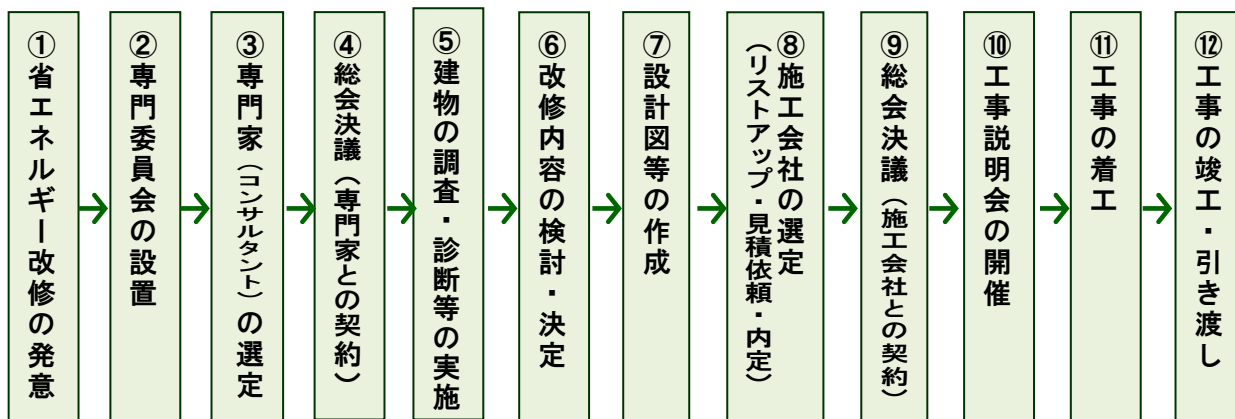 ①省エネルギー改修の発意
②専門委員会の設置
③専門家（コンサルタント）の選定
④総会決議（専門家との契約）
⑤建物の調査・診断等の実施
⑥改修内容の検討・決定
⑦設計図等の作成
⑧施工会社の選定
（リストアップ・見積依頼・内定）
⑨総会決議（施工会社との契約）
⑩工事説明会の開催
⑪工事の着工
⑫工事の竣工・引き渡し